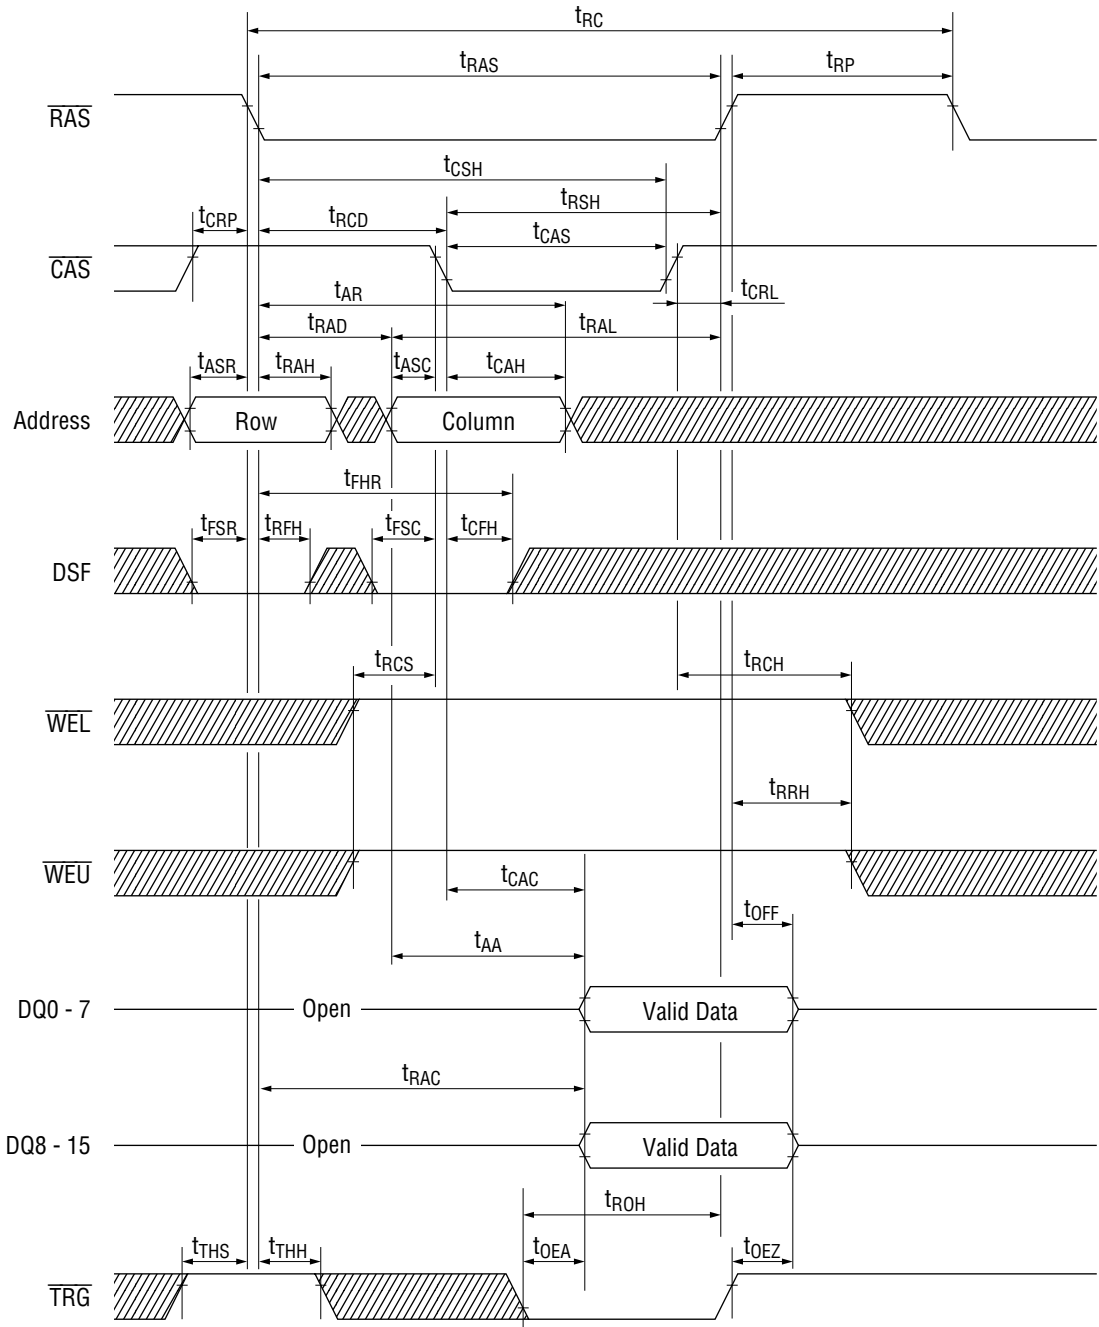 tRC
tRAS tRP
RAS
tCSH
tRSH
tCRP tRCD tCAS
CAS
tAR tCRL
tRAD tRAL
tASR tRAH tASC tCAH
Address Row Column
tFHR
tFSR tRFH tFSC tCFH
DSF
tRCS tRCH
WEL
tRRH
WEU
tCAC
tOFF
tAA
DQ0 - 7 Open Valid Data
tRAC
DQ8 - 15 Open Valid Data
tROH
tTHS tTHH tOEA tOEZ
TRG